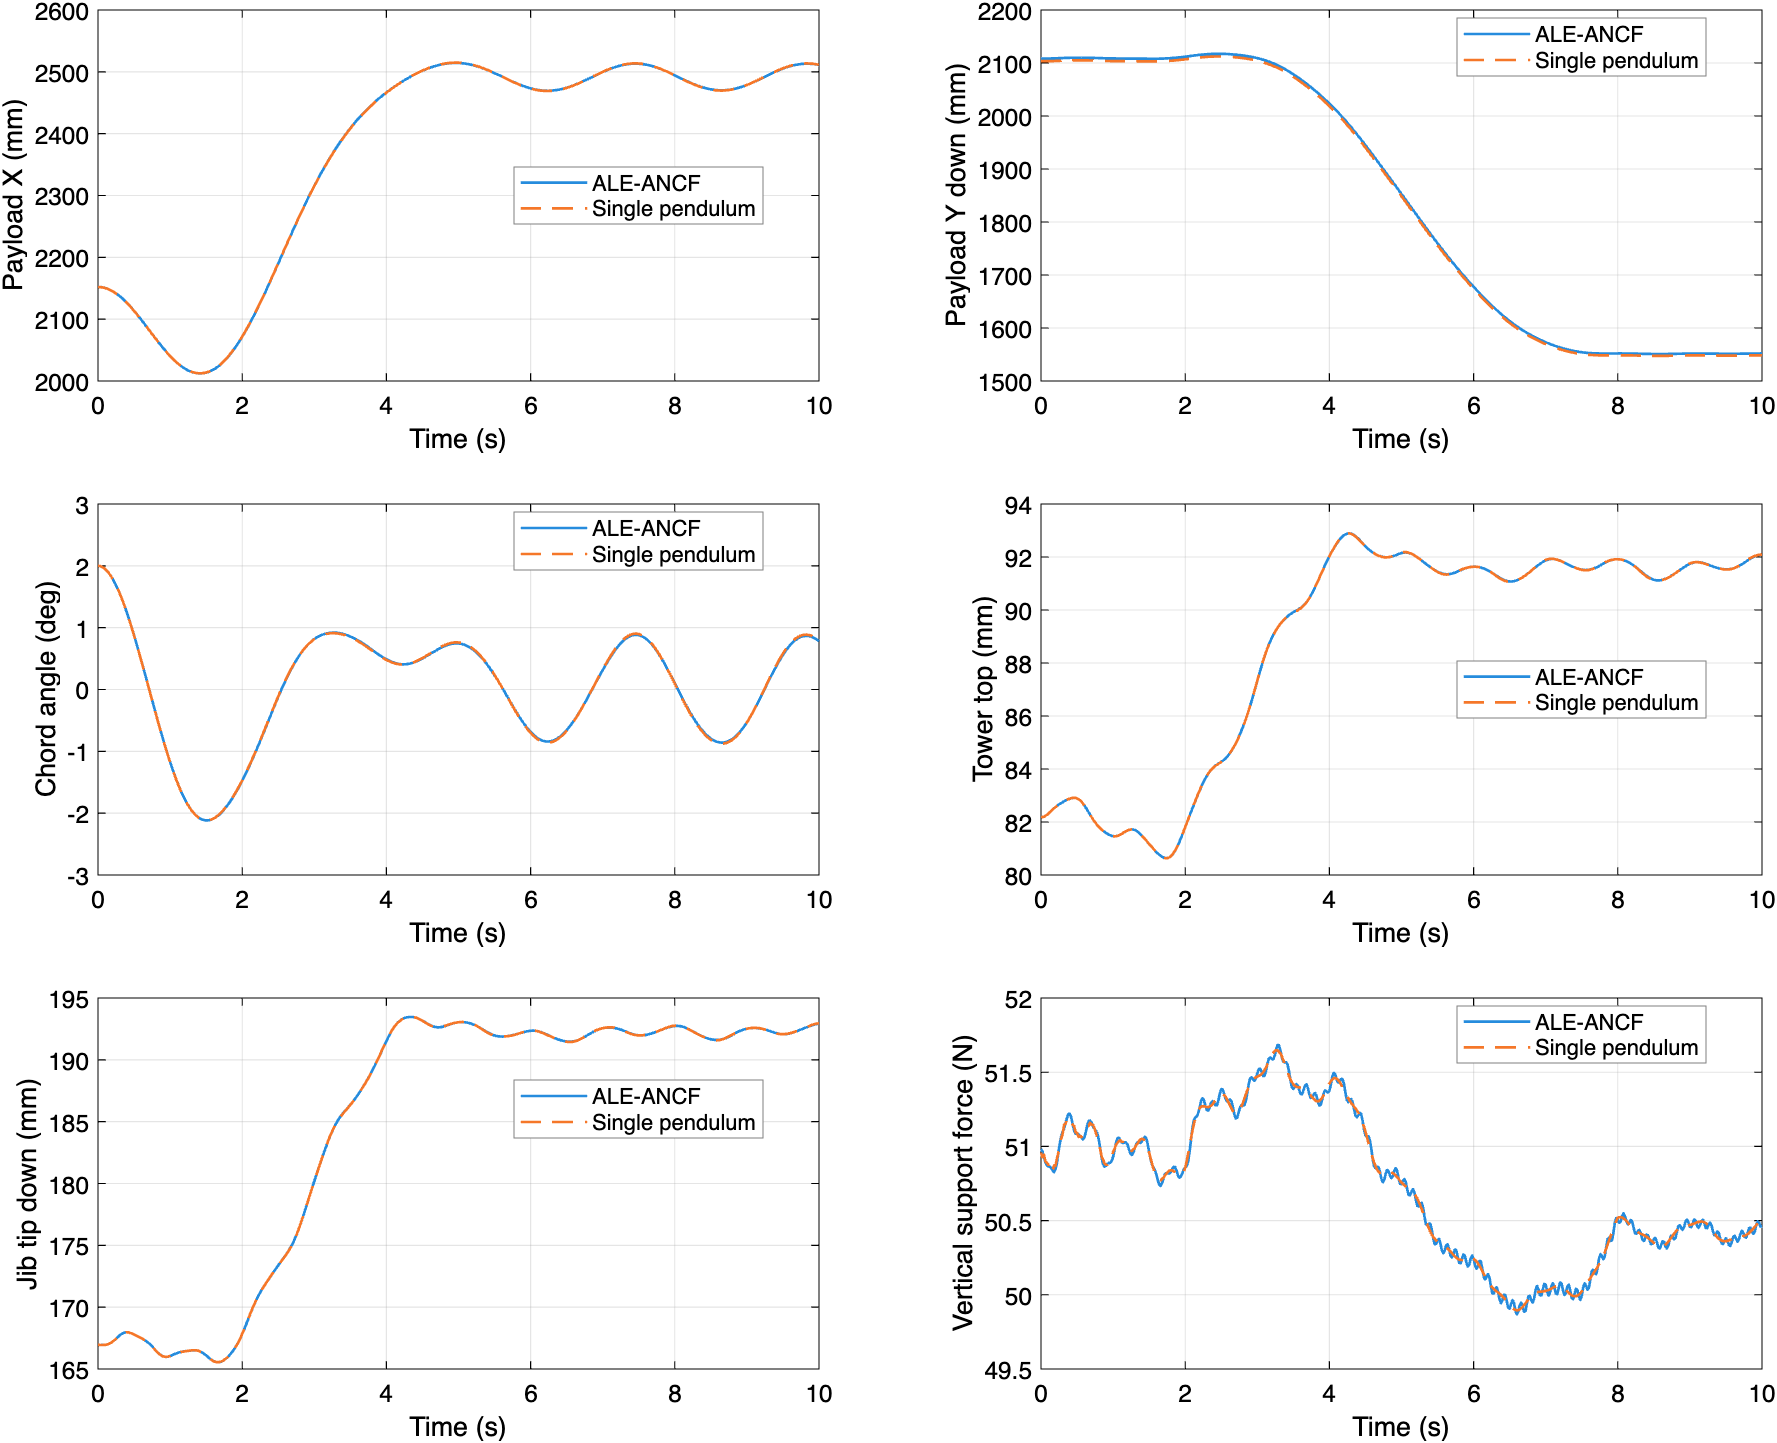 2600
2500
2400
2300
2200
2100
2000
Payload X (mm)
ALE-ANCF
Single pendulum
0 2 4 6 8 10
Time (s)
2200
2100
2000
1900
1800
1700
1600
1500
Payload Y down (mm)
ALE-ANCF
Single pendulum
0 2 4 6 8 10
Time (s)
3
2
1
0
-1
-2
-3
Chord angle (deg)
ALE-ANCF
Single pendulum
0 2 4 6 8 10
Time (s)
94
92
90
88
86
84
82
80
Tower top (mm)
ALE-ANCF
Single pendulum
0 2 4 6 8 10
Time (s)
195
190
185
180
175
170
165
Jib tip down (mm)
ALE-ANCF
Single pendulum
0 2 4 6 8 10
Time (s)
52
51.5
51
50.5
50
49.5
Vertical support force (N)
ALE-ANCF
Single pendulum
0 2 4 6 8 10
Time (s)